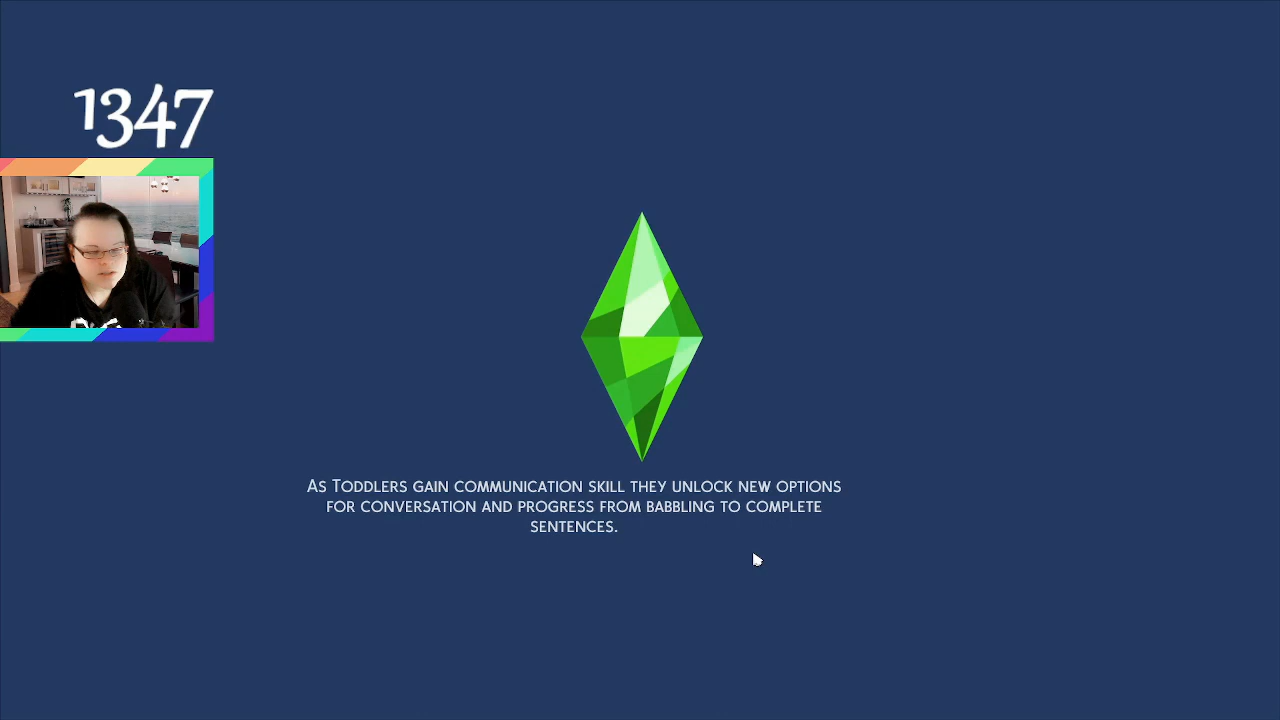 1347
As Toddlers gain communication skill they unlock new options
for conversation and progress from babbling to complete
sentences.